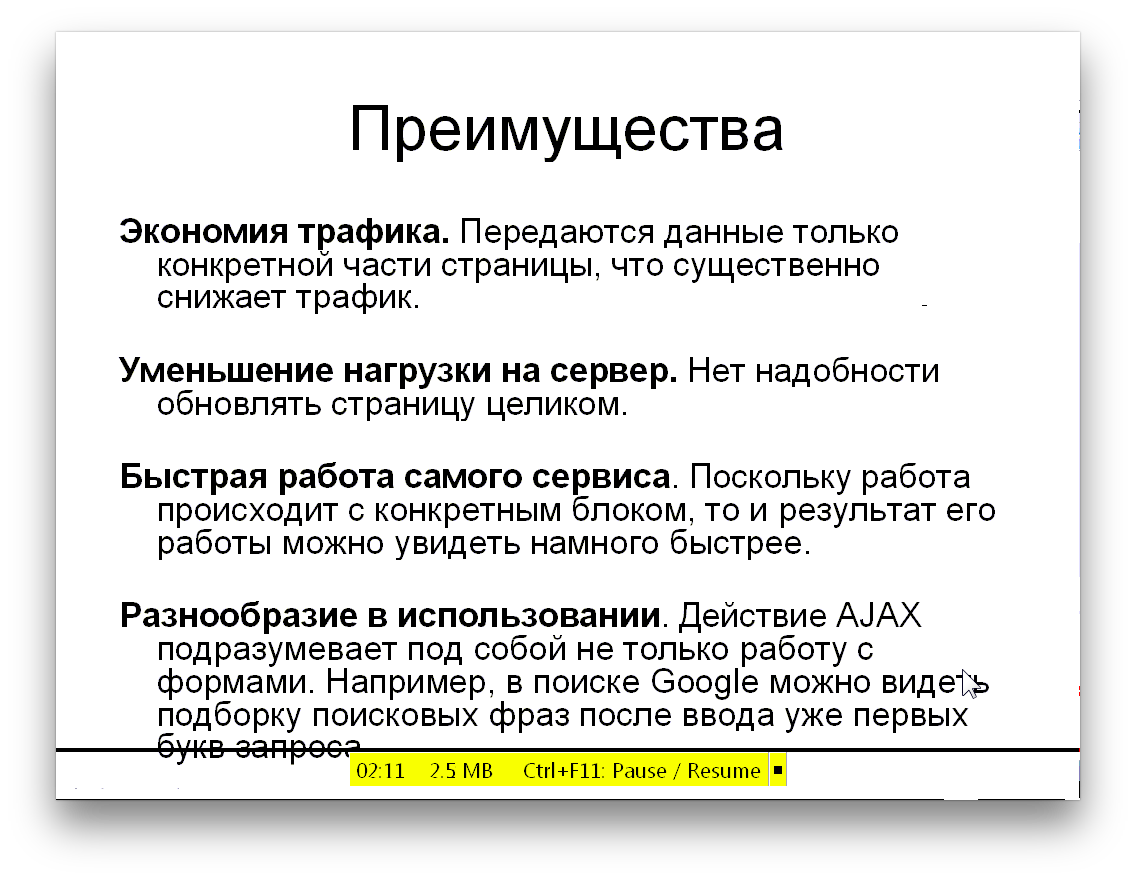 Преимущества
Экономия трафика. Передаются данные только
конкретной части страницы, что существенно
снижает трафик.
Уменьшение нагрузки на сервер. Нет надобности
обновлять страницу целиком.
Быстрая работа самого сервиса. Поскольку работа
происходит с конкретным блоком, то и результат его
работы можно увидеть намного быстрее.
Разнообразие в использовании. Действие AJAX
подразумевает под собой не только работу с
формами. Например, в поиске Google можно видеть
подборку поисковых фраз после ввода уже первых
букв запроса
02:11 2.5 MB Ctrl+F11: Pause / Resume